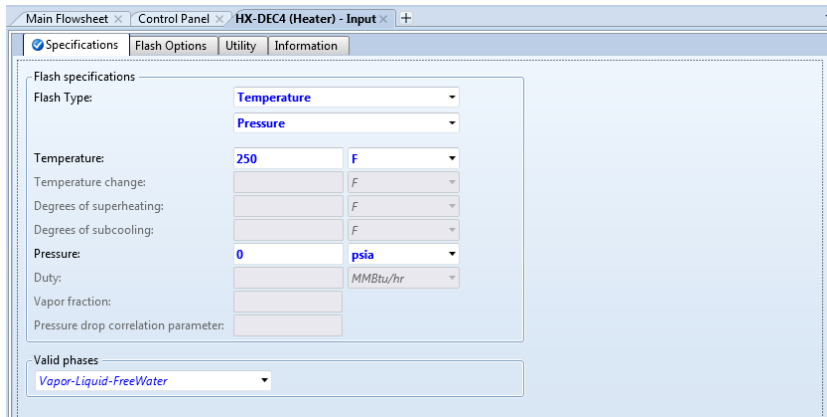 Main Flowsheet × Control Panel × HX-DEC4 (Heater) - Input × +
Specifications Flash Options Utility Information
Flash specifications
Flash Type: Temperature
Pressure
Temperature: 250 F
Temperature change: F
Degrees of superheating: F
Degrees of subcooling: F
Pressure: 0 psia
Duty: MMBtu/hr
Vapor fraction:
Pressure drop correlation parameter:
Valid phases
Vapor-Liquid-FreeWater